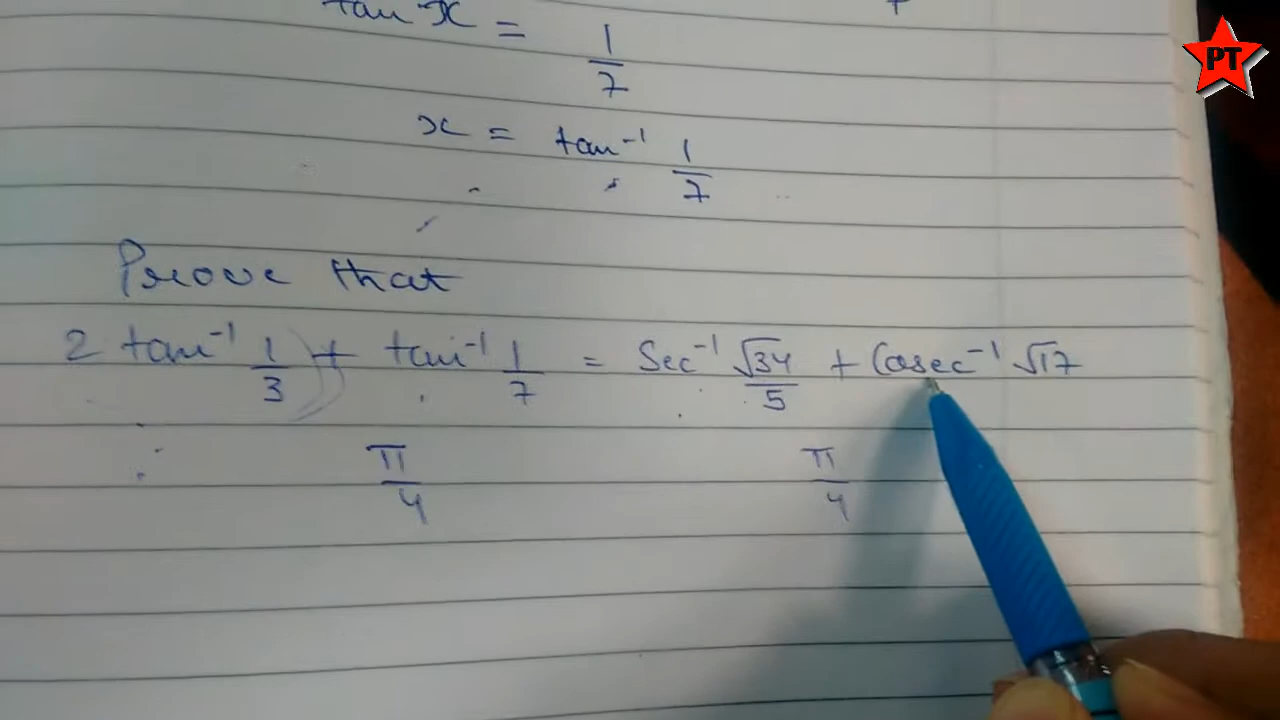 tan x = 1/7
x = tan⁻¹ 1/7
Prove that
2 tan⁻¹ 1/3) + tan⁻¹ 1/7 = Sec⁻¹ √34/5 + Cosec⁻¹ √17
π/4 π/4
PT